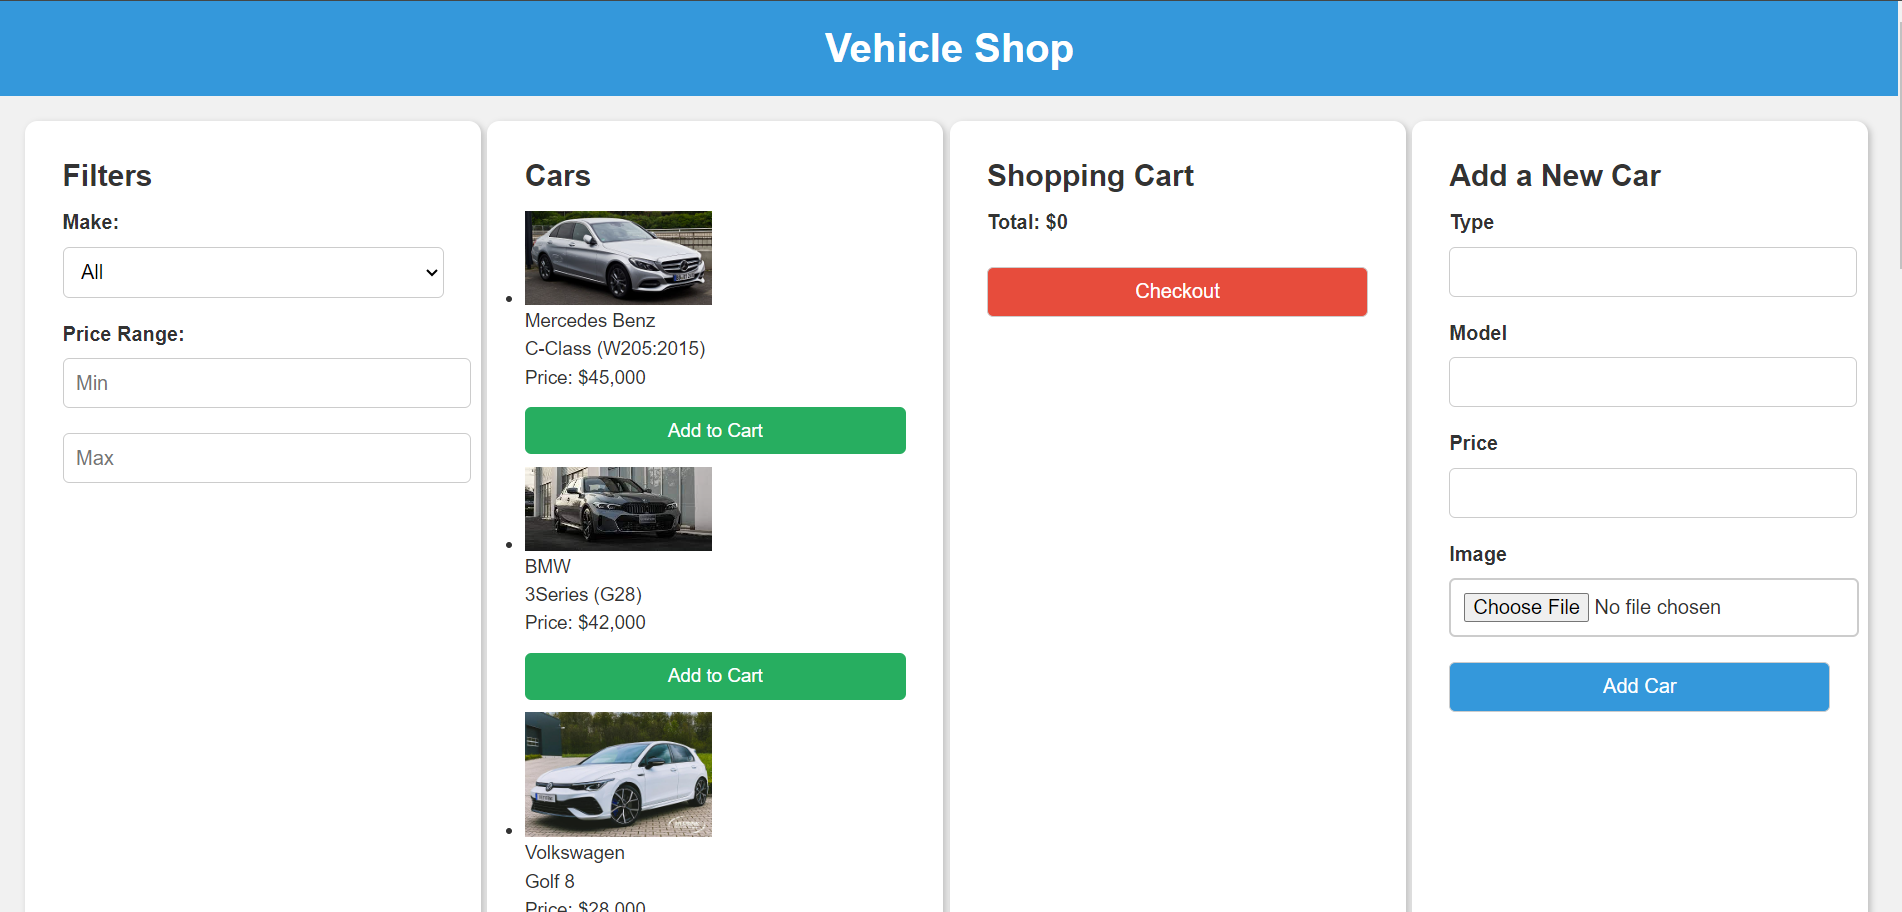 Vehicle Shop
Filters
Make:
All
Price Range:
Min
Max
Cars
Mercedes Benz
C-Class (W205:2015)
Price: $45,000
Add to Cart
BMW
3Series (G28)
Price: $42,000
Add to Cart
Volkswagen
Golf 8
Price: $28,000
Shopping Cart
Total: $0
Checkout
Add a New Car
Type
Model
Price
Image
Choose File No file chosen
Add Car